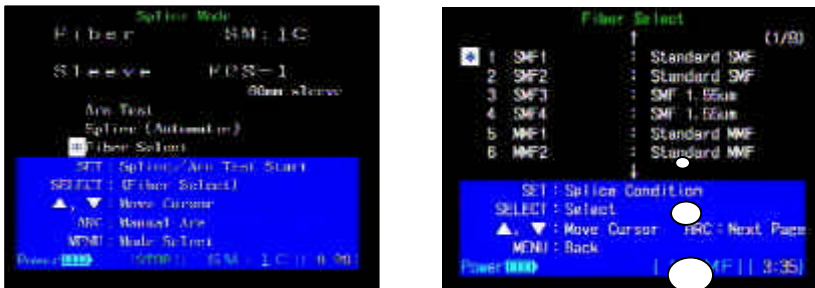 Splice Mode
Fiber SM: 1C
Sleeve FPS-1
60mm sleeve
Arc Test
Splice (Automatic)
Fiber Select
SET : Splice/Arc Test Start
SELECT : (Fiber Select)
▲, ▼ : Move Cursor
ARC : Manual Arc
MENU : Mode Select
Power [STOP1] [SM : 1C]
Fiber Select
(1/8)
1 SMF1 : Standard SMF
2 SMF2 : Standard SMF
3 SMF3 : SMF 1.55um
4 SMF4 : SMF 1.55um
5 MMF1 : Standard MMF
6 MMF2 : Standard MMF
SET : Splice Condition
SELECT : Select
▲, ▼ : Move Cursor ARC : Next Page
MENU : Back
Power 3:35]